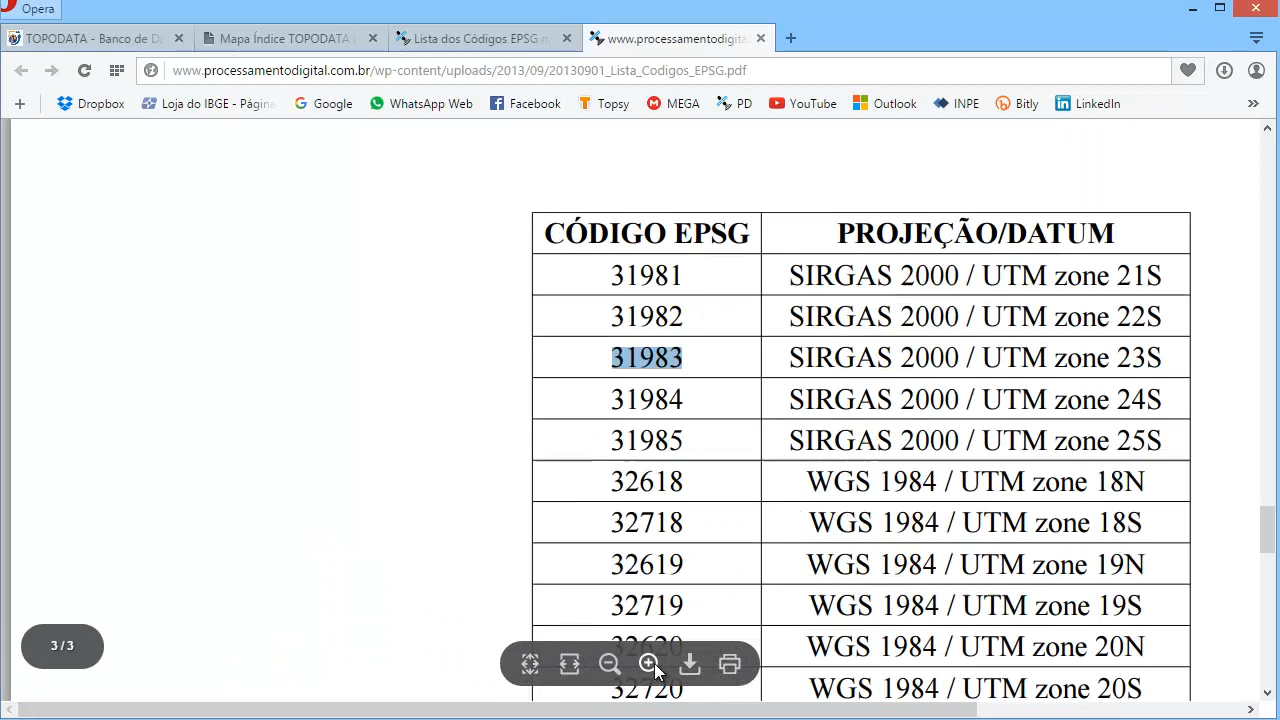 Opera
TOPODATA - Banco de Da
Mapa Índice TOPODATA
Lista dos Códigos EPSG n
www.processamentodigital
www.processamentodigital.com.br/wp-content/uploads/2013/09/20130901_Lista_Codigos_EPSG.pdf
Dropbox
Loja do IBGE - Págin
Google
WhatsApp Web
Facebook
Topsy
MEGA
PD
YouTube
Outlook
INPE
Bitly
LinkedIn
CÓDIGO EPSG PROJEÇÃO/DATUM
31981 SIRGAS 2000 / UTM zone 21S
31982 SIRGAS 2000 / UTM zone 22S
31983 SIRGAS 2000 / UTM zone 23S
31984 SIRGAS 2000 / UTM zone 24S
31985 SIRGAS 2000 / UTM zone 25S
32618 WGS 1984 / UTM zone 18N
32718 WGS 1984 / UTM zone 18S
32619 WGS 1984 / UTM zone 19N
32719 WGS 1984 / UTM zone 19S
32620 WGS 1984 / UTM zone 20N
32720 WGS 1984 / UTM zone 20S
3 / 3